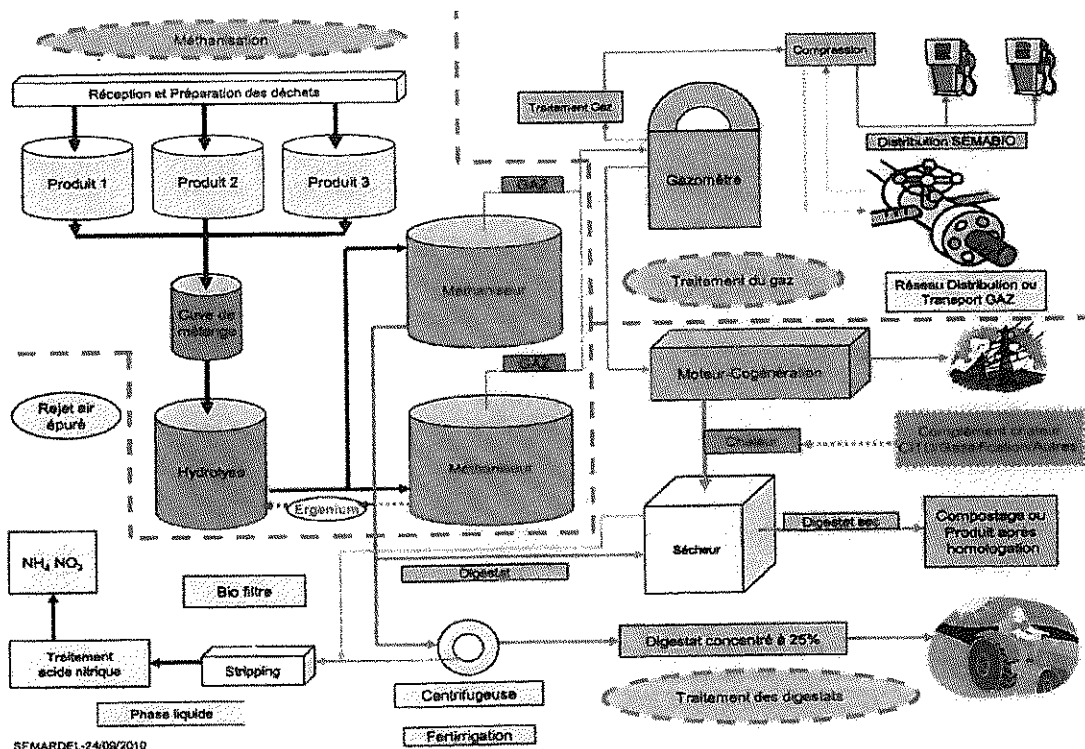 Méthanisation
Réception et Préparation des déchets
Produit 1
Produit 2
Produit 3
Cuve de
mélange
Hydrolyse
Rejet air
épuré
Ergenium
GAZ
Méthaniseur
GAZ
Méthaniseur
Traitement Gaz
Compression
Gazomètre
Distribution SEMABIO
Traitement du gaz
Réseau Distribution ou
Transport GAZ
Moteur-Cogénération
Chaleur
Complément chaleur
Sécheur
Digestat sec
Compostage ou
Produit après
homologation
Digestat
NH4 NO3
Bio filtre
Traitement
acide nitrique
Stripping
Phase liquide
Centrifugeuse
Fertirrigation
Digestat concentré à 25%
Traitement des digestats
SEMARDEL-24/09/2010